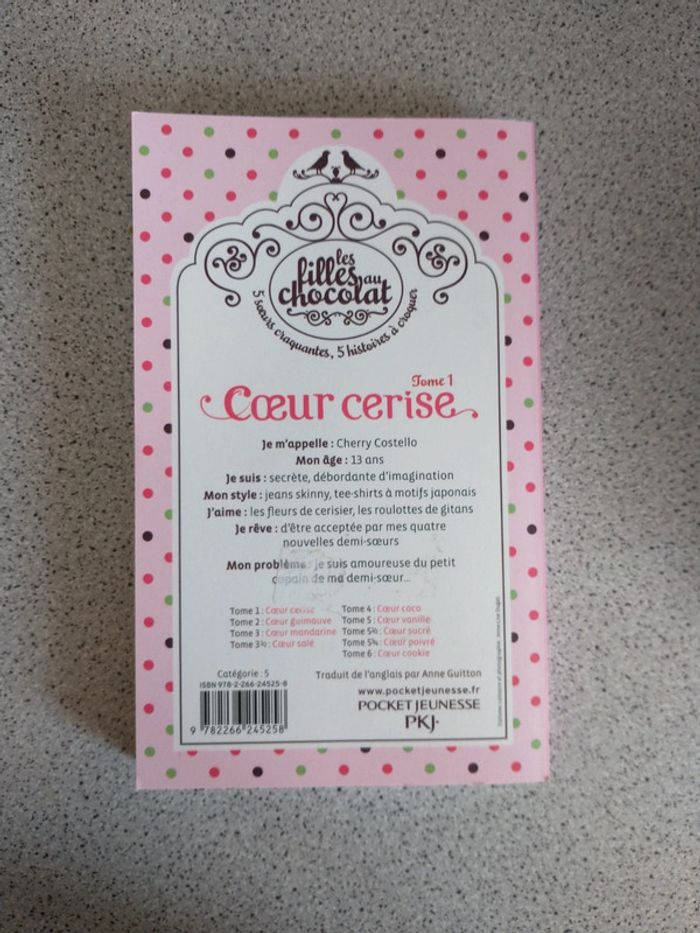 les
filles au
chocolat
5 sœurs craquantes, 5 histoires à croquer
Tome 1
Cœur cerise
Je m'appelle : Cherry Costello
Mon âge : 13 ans
Je suis : secrète, débordante d'imagination
Mon style : jeans skinny, tee-shirts à motifs japonais
J'aime : les fleurs de cerisier, les roulottes de gitans
Je rêve : d'être acceptée par mes quatre
nouvelles demi-sœurs
Mon problème : je suis amoureuse du petit
copain de ma demi-sœur...
Tome 1 : Cœur cerise
Tome 2 : Cœur guimauve
Tome 3 : Cœur mandarine
Tome 3½ : Cœur salé
Tome 4 : Cœur coco
Tome 5 : Cœur vanille
Tome 5½ : Cœur sucré
Tome 5¾ : Cœur poivré
Tome 6 : Cœur cookie
Catégorie : 5
ISBN 978-2-266-24525-8
9 782266 245258
Traduit de l'anglais par Anne Guitton
www.pocketjeunesse.fr
POCKET JEUNESSE
PKJ·